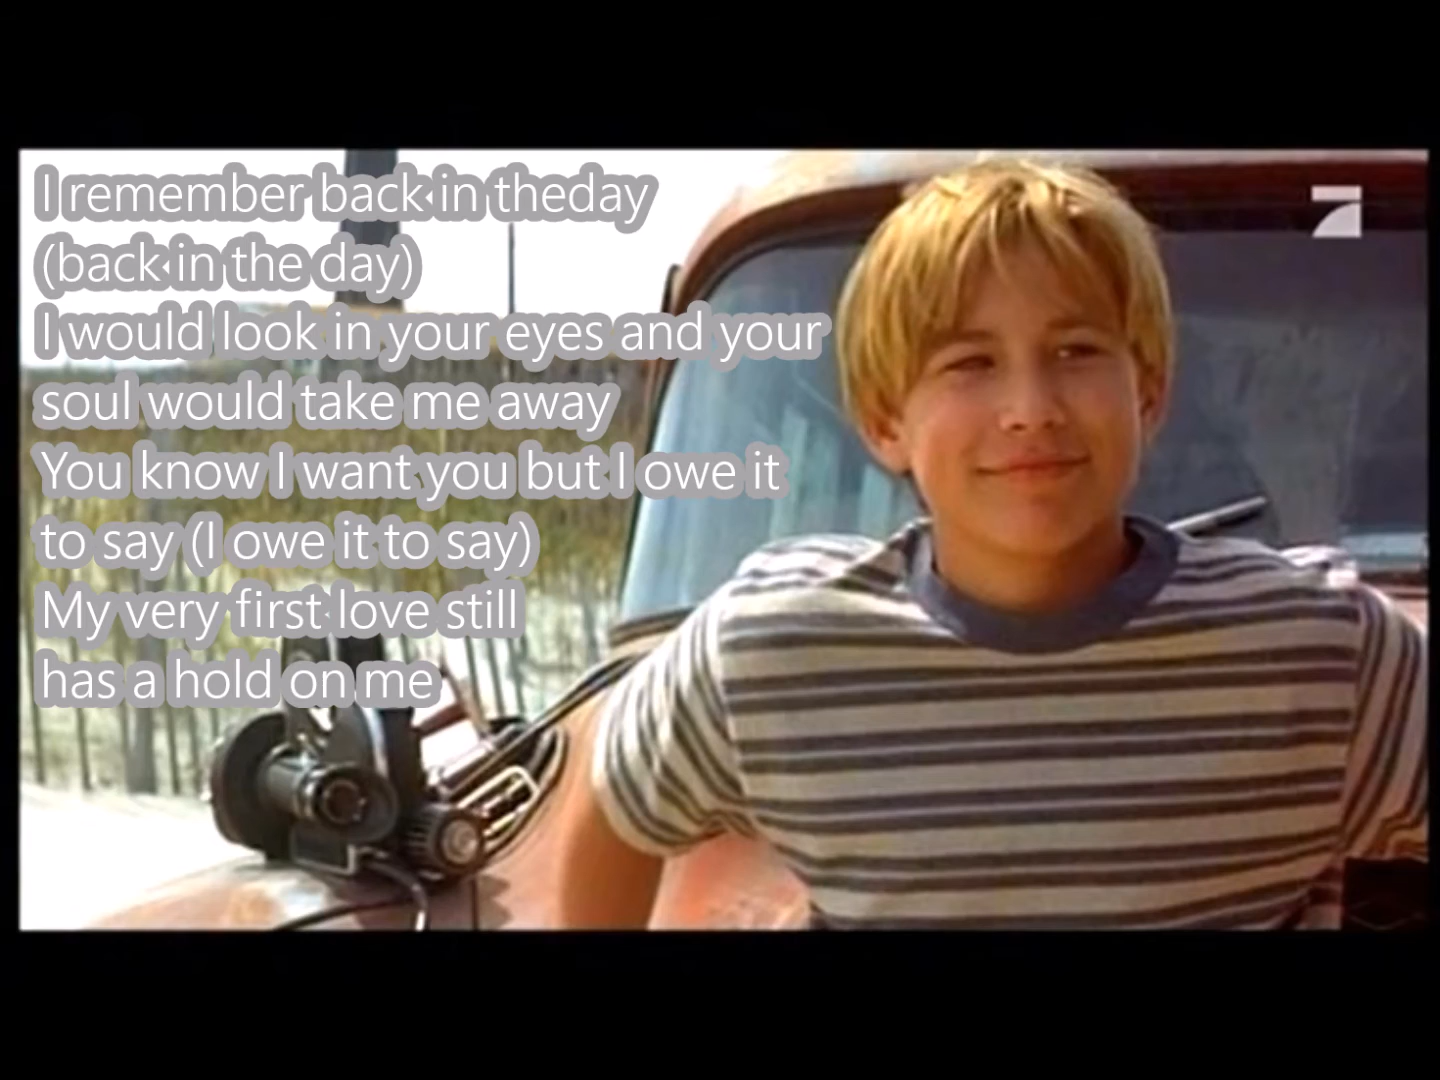 I remember back in theday
(back in the day)
I would look in your eyes and your
soul would take me away
You know I want you but I owe it
to say (I owe it to say)
My very first love still
has a hold on me